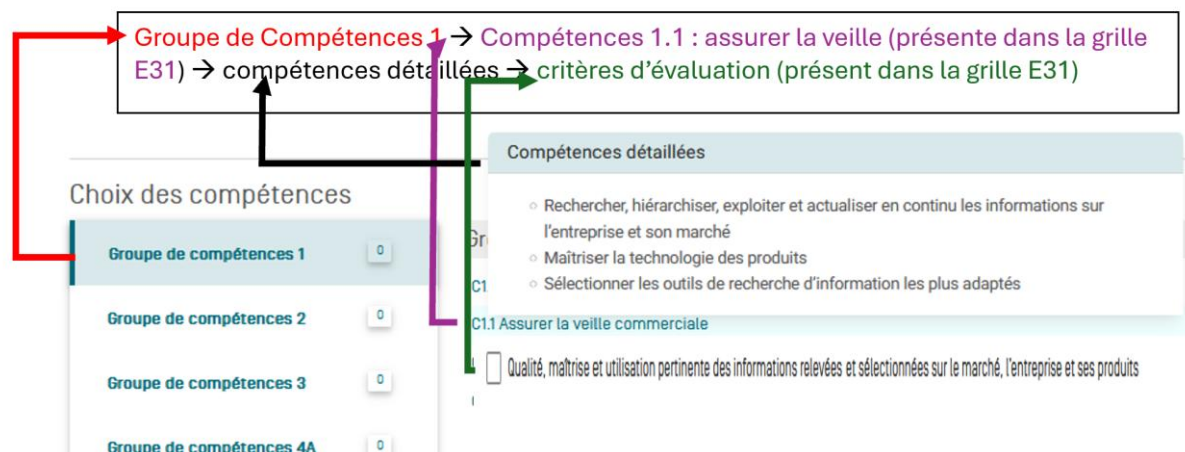 Groupe de Compétences 1 → Compétences 1.1 : assurer la veille (présente dans la grille
E31) → compétences détaillées → critères d'évaluation (présent dans la grille E31)
Compétences détaillées
Choix des compétences
○ Rechercher, hiérarchiser, exploiter et actualiser en continu les informations sur
l'entreprise et son marché
○ Maîtriser la technologie des produits
○ Sélectionner les outils de recherche d'information les plus adaptés
Groupe de compétences 1 0
Gr
C1.
C1.1 Assurer la veille commerciale
Groupe de compétences 2 0
Qualité, maîtrise et utilisation pertinente des informations relevées et sélectionnées sur le marché, l'entreprise et ses produits
Groupe de compétences 3 0
Groupe de compétences 4A 0